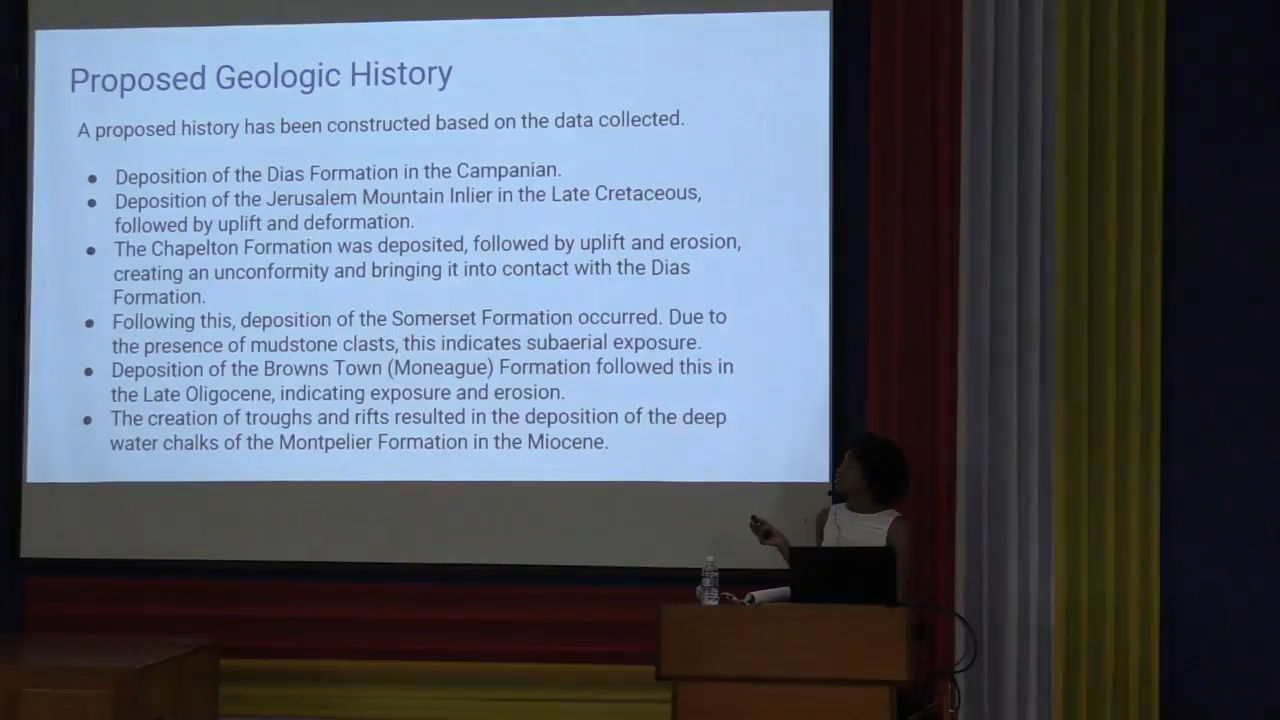 Proposed Geologic History
A proposed history has been constructed based on the data collected.
● Deposition of the Dias Formation in the Campanian.
● Deposition of the Jerusalem Mountain Inlier in the Late Cretaceous,
followed by uplift and deformation.
● The Chapelton Formation was deposited, followed by uplift and erosion,
creating an unconformity and bringing it into contact with the Dias
Formation.
● Following this, deposition of the Somerset Formation occurred. Due to
the presence of mudstone clasts, this indicates subaerial exposure.
● Deposition of the Browns Town (Moneague) Formation followed this in
the Late Oligocene, indicating exposure and erosion.
● The creation of troughs and rifts resulted in the deposition of the deep
water chalks of the Montpelier Formation in the Miocene.